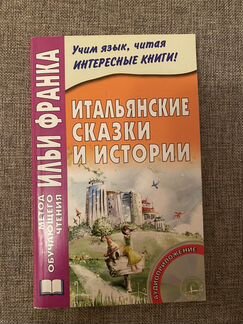 Учим язык, читая
ИНТЕРЕСНЫЕ КНИГИ!
МЕТОД
ОБУЧАЮЩЕГО
ЧТЕНИЯ
ИЛЬИ ФРАНКА
ИТАЛЬЯНСКИЕ
СКАЗКИ
И ИСТОРИИ
АУДИОПРИЛОЖЕНИЕ